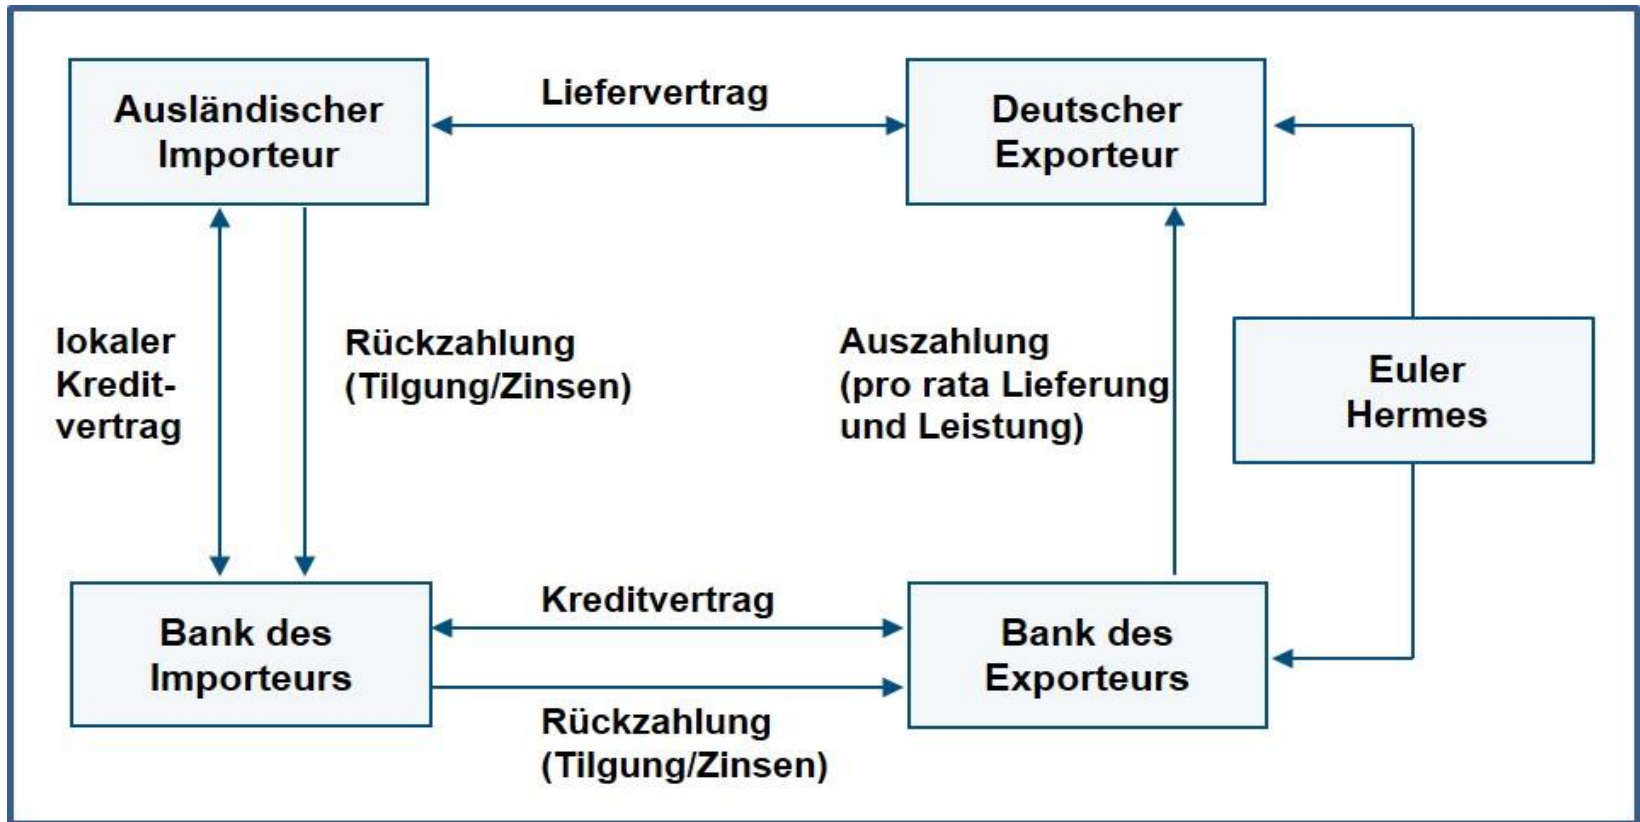 Ausländischer
Importeur
Liefervertrag
Deutscher
Exporteur
lokaler
Kredit-
vertrag
Rückzahlung
(Tilgung/Zinsen)
Auszahlung
(pro rata Lieferung
und Leistung)
Euler
Hermes
Bank des
Importeurs
Kreditvertrag
Rückzahlung
(Tilgung/Zinsen)
Bank des
Exporteurs